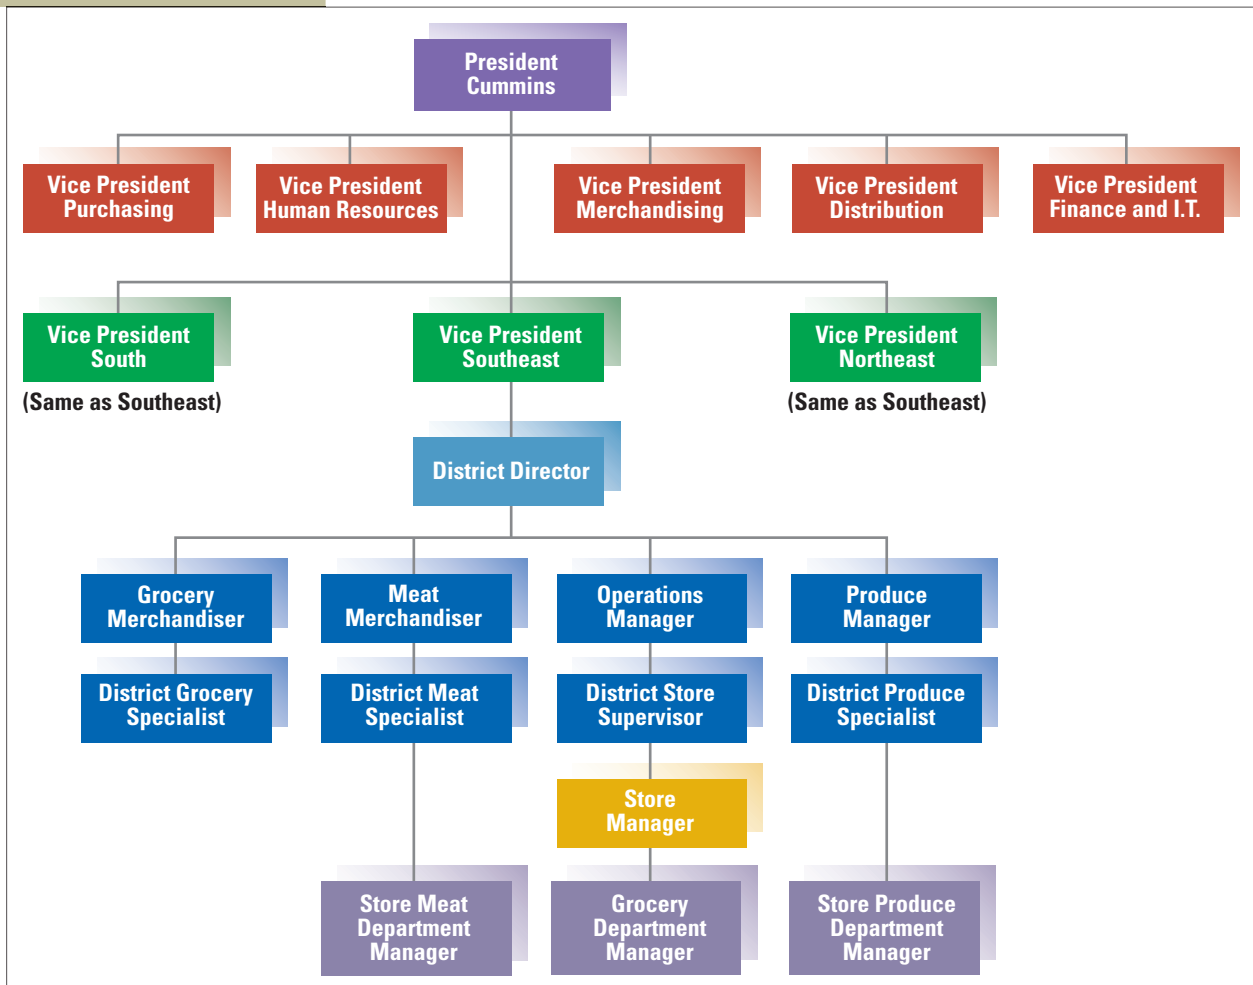 President
Cummins
Vice President
Purchasing
Vice President
Human Resources
Vice President
Merchandising
Vice President
Distribution
Vice President
Finance and I.T.
Vice President
South
(Same as Southeast)
Vice President
Southeast
Vice President
Northeast
(Same as Southeast)
District Director
Grocery
Merchandiser
Meat
Merchandiser
Operations
Manager
Produce
Manager
District Grocery
Specialist
District Meat
Specialist
District Store
Supervisor
District Produce
Specialist
Store
Manager
Store Meat
Department
Manager
Grocery
Department
Manager
Store Produce
Department
Manager